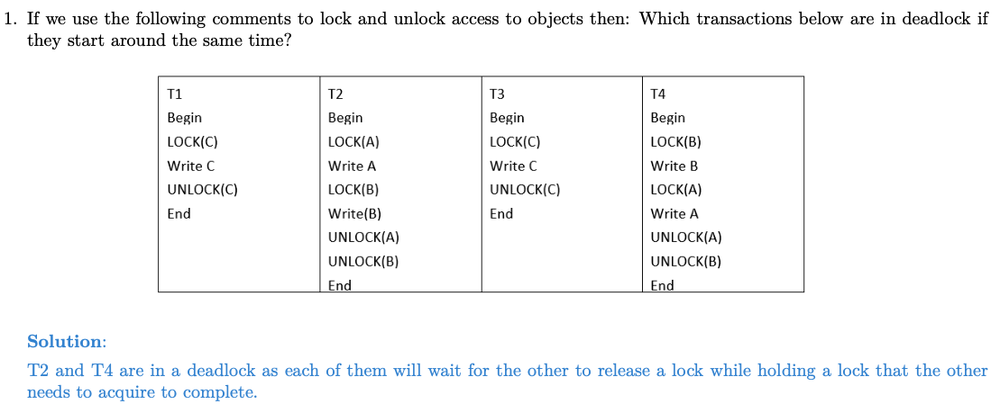 1. If we use the following comments to lock and unlock access to objects then: Which transactions below are in deadlock if
they start around the same time?
T1
Begin
LOCK(C)
Write C
UNLOCK(C)
End
T2
Begin
LOCK(A)
Write A
LOCK(B)
Write(B)
UNLOCK(A)
UNLOCK(B)
End
T3
Begin
LOCK(C)
Write C
UNLOCK(C)
End
T4
Begin
LOCK(B)
Write B
LOCK(A)
Write A
UNLOCK(A)
UNLOCK(B)
End
Solution:
T2 and T4 are in a deadlock as each of them will wait for the other to release a lock while holding a lock that the other
needs to acquire to complete.